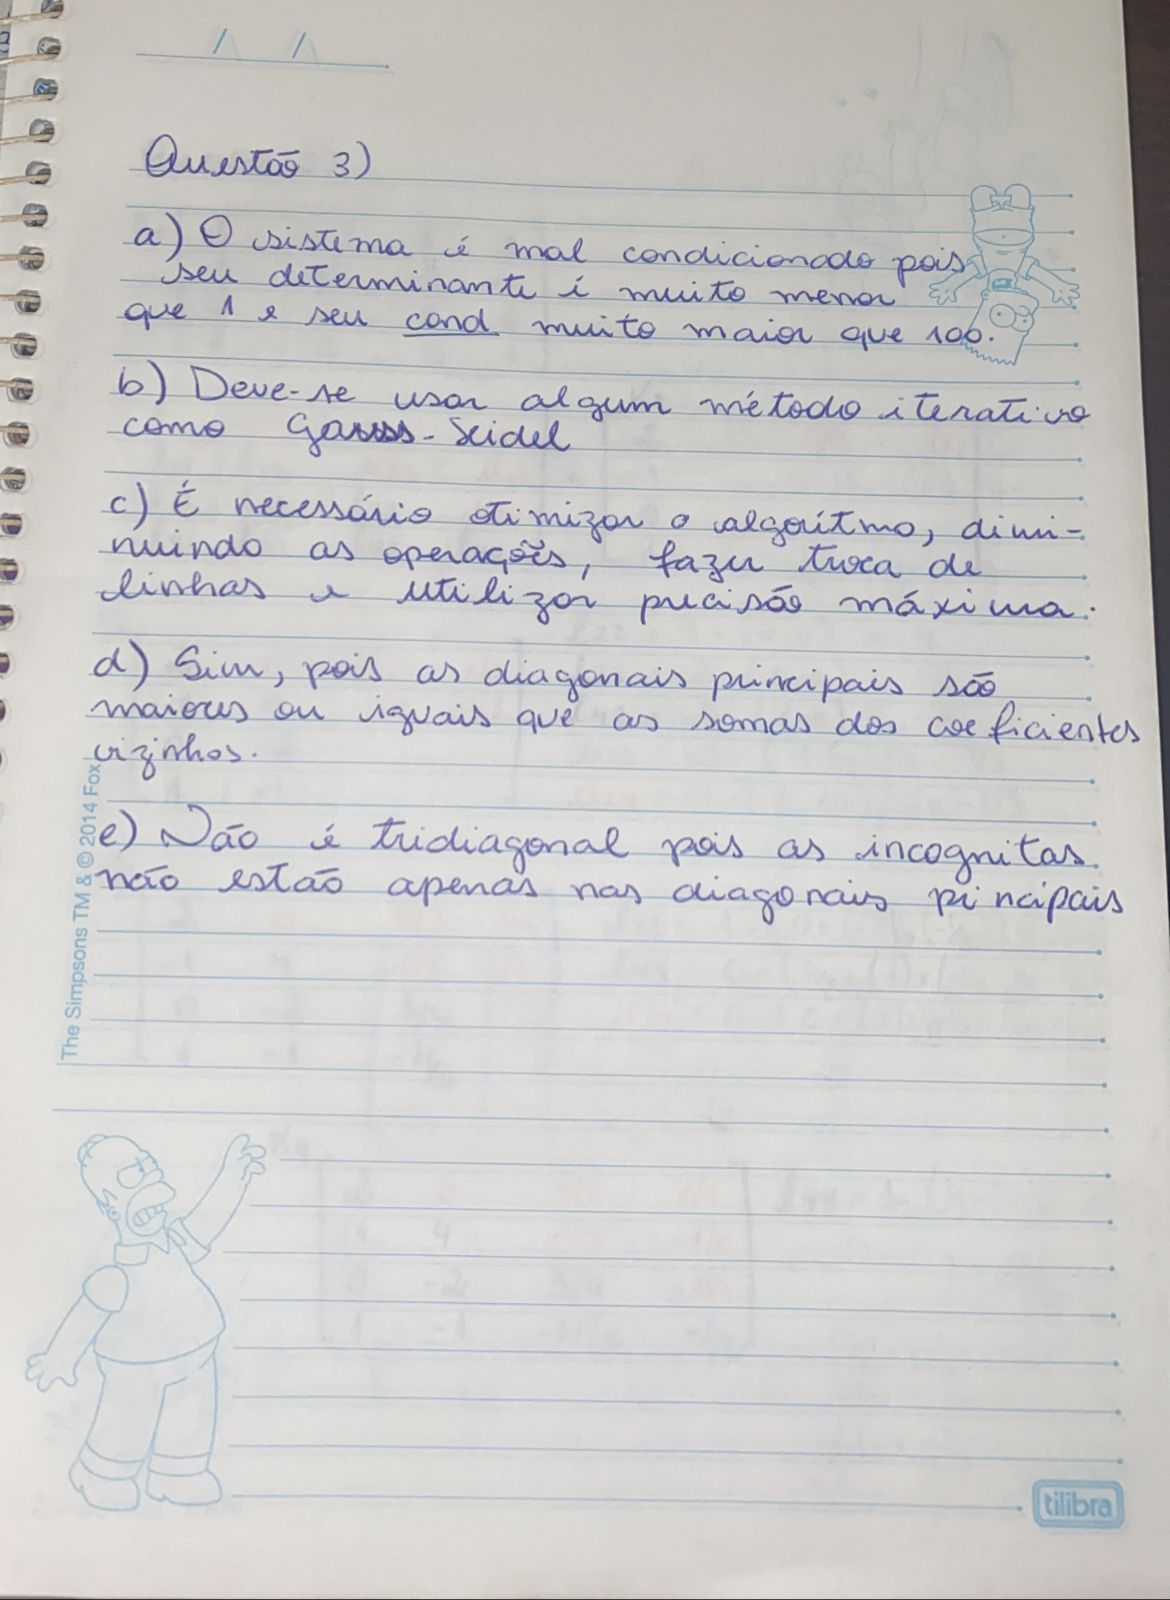 Questão 3)
a) O sistema é mal condicionado pois
seu determinante é muito menor
que 1 e seu cond. muito maior que 100.
b) Deve-se usar algum método iterativo
como Gauss-Seidel
c) É necessário otimizar o algorítmo, dimi-
nuindo as operações, fazer troca de
linhas e utilizar precisão máxima.
d) Sim, pois as diagonais principais são
maiores ou iguais que as somas dos coeficientes
vizinhos.
e) Não é tridiagonal pois as incognitas
não estão apenas nas diagonais principais
The Simpsons TM & © 2014 Fox
tilibra